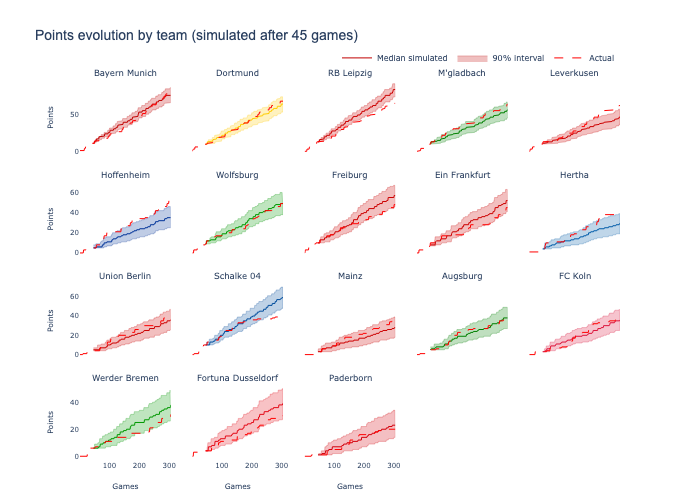 Points evolution by team (simulated after 45 games)
Median simulated 90% interval Actual
Bayern Munich Dortmund RB Leipzig M'gladbach Leverkusen
Points
50
0
Hoffenheim Wolfsburg Freiburg Ein Frankfurt Hertha
Points
60
40
20
0
Union Berlin Schalke 04 Mainz Augsburg FC Koln
Points
60
40
20
0
Werder Bremen Fortuna Dusseldorf Paderborn
Points
40
20
0
100 200 300 100 200 300 100 200 300
Games Games Games